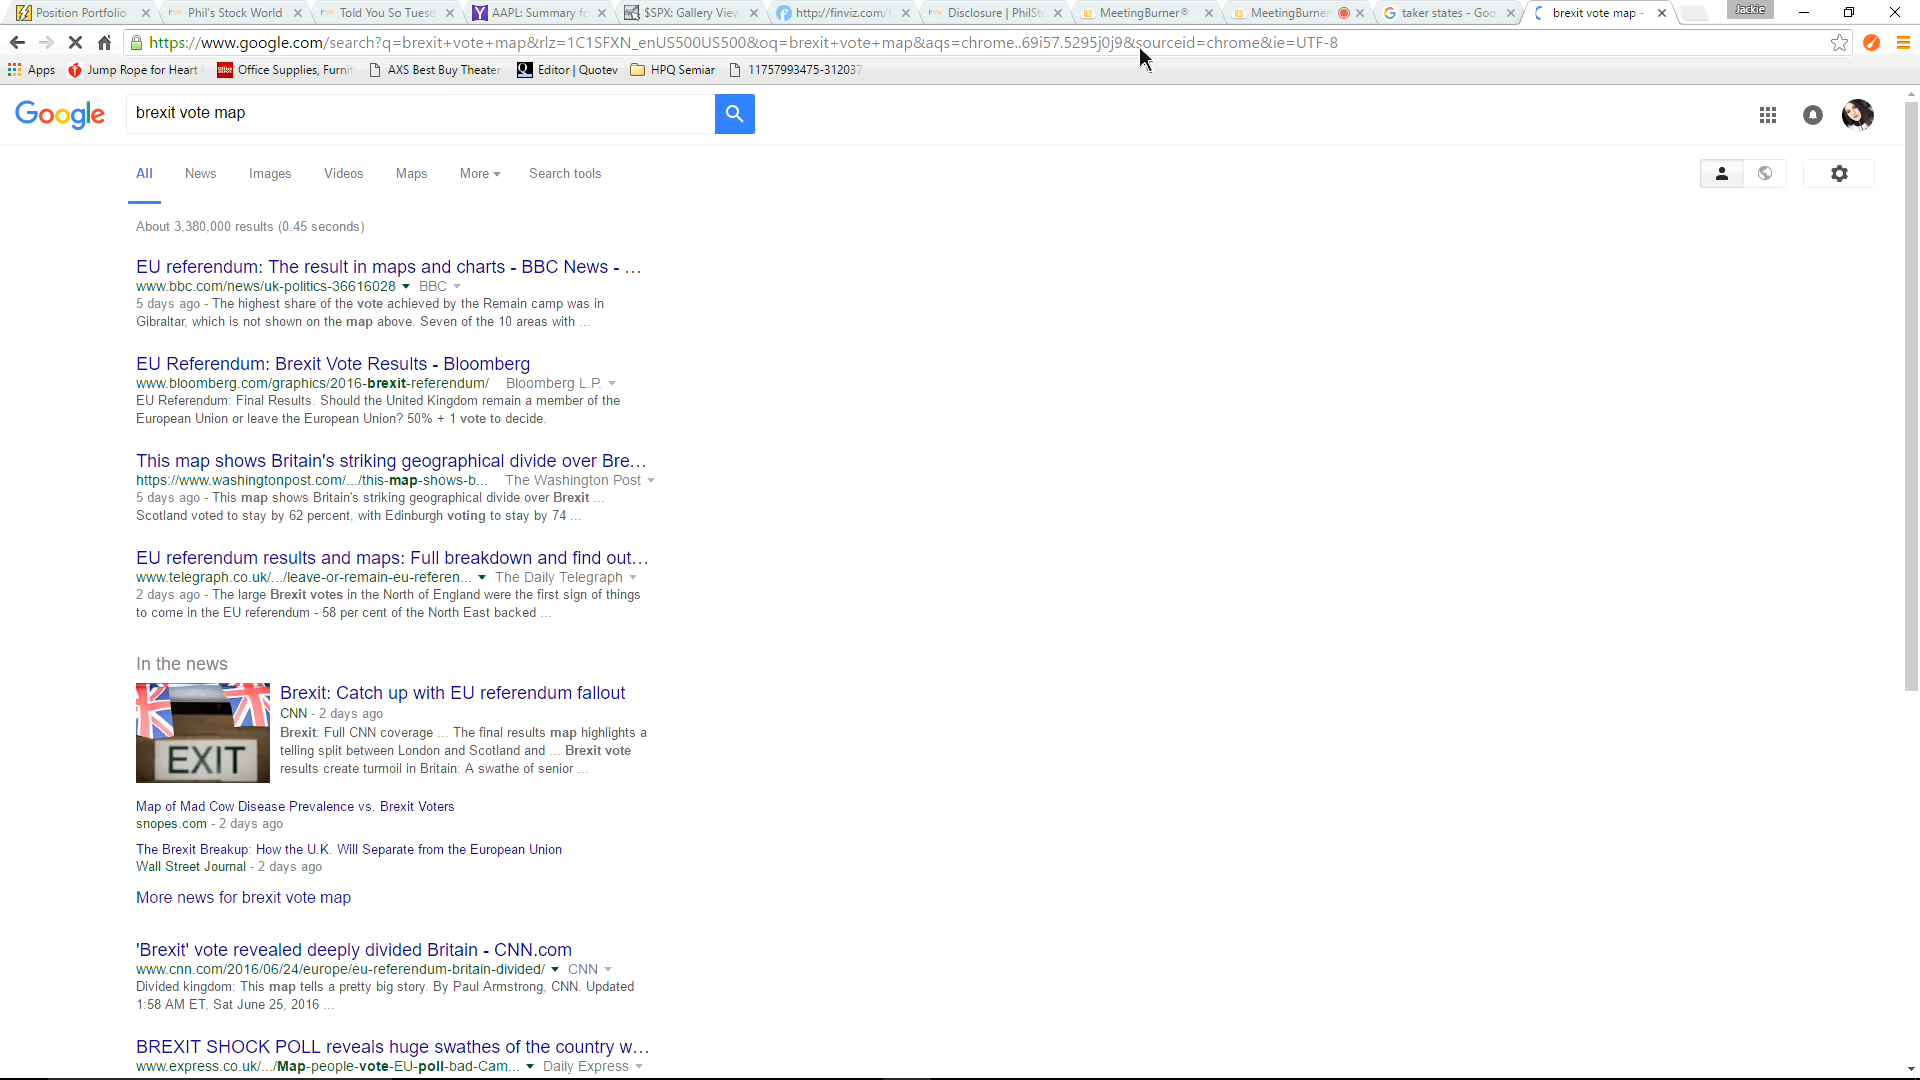 Position Portfolio
Phil's Stock World
Told You So Tuesd
AAPL: Summary fo
$SPX: Gallery View
http://finviz.com/
Disclosure | PhilSto
MeetingBurner®
MeetingBurner
taker states - Goo
brexit vote map -
Jackie
https://www.google.com/search?q=brexit+vote+map&rlz=1C1SFXN_enUS500US500&oq=brexit+vote+map&aqs=chrome..69i57.5295j0j9&sourceid=chrome&ie=UTF-8
Apps
Jump Rope for Heart
Office Supplies, Furnit
AXS Best Buy Theater
Editor | Quotev
HPQ Semiar
11757993475-312037
Google
brexit vote map
All
News
Images
Videos
Maps
More
Search tools
About 3,380,000 results (0.45 seconds)
EU referendum: The result in maps and charts - BBC News - ...
www.bbc.com/news/uk-politics-36616028 BBC
5 days ago - The highest share of the vote achieved by the Remain camp was in
Gibraltar, which is not shown on the map above. Seven of the 10 areas with ...
EU Referendum: Brexit Vote Results - Bloomberg
www.bloomberg.com/graphics/2016-brexit-referendum/ Bloomberg L.P.
EU Referendum: Final Results. Should the United Kingdom remain a member of the
European Union or leave the European Union? 50% + 1 vote to decide.
This map shows Britain's striking geographical divide over Bre...
https://www.washingtonpost.com/.../this-map-shows-b... The Washington Post
5 days ago - This map shows Britain's striking geographical divide over Brexit ...
Scotland voted to stay by 62 percent, with Edinburgh voting to stay by 74 ...
EU referendum results and maps: Full breakdown and find out...
www.telegraph.co.uk/.../leave-or-remain-eu-referen... The Daily Telegraph
2 days ago - The large Brexit votes in the North of England were the first sign of things
to come in the EU referendum - 58 per cent of the North East backed ...
In the news
EXIT
Brexit: Catch up with EU referendum fallout
CNN - 2 days ago
Brexit: Full CNN coverage ... The final results map highlights a
telling split between London and Scotland and ... Brexit vote
results create turmoil in Britain: A swathe of senior ...
Map of Mad Cow Disease Prevalence vs. Brexit Voters
snopes.com - 2 days ago
The Brexit Breakup: How the U.K. Will Separate from the European Union
Wall Street Journal - 2 days ago
More news for brexit vote map
'Brexit' vote revealed deeply divided Britain - CNN.com
www.cnn.com/2016/06/24/europe/eu-referendum-britain-divided/ CNN
Divided kingdom: This map tells a pretty big story. By Paul Armstrong, CNN. Updated
1:58 AM ET, Sat June 25, 2016 ...
BREXIT SHOCK POLL reveals huge swathes of the country w...
www.express.co.uk/.../Map-people-vote-EU-poll-bad-Cam... Daily Express